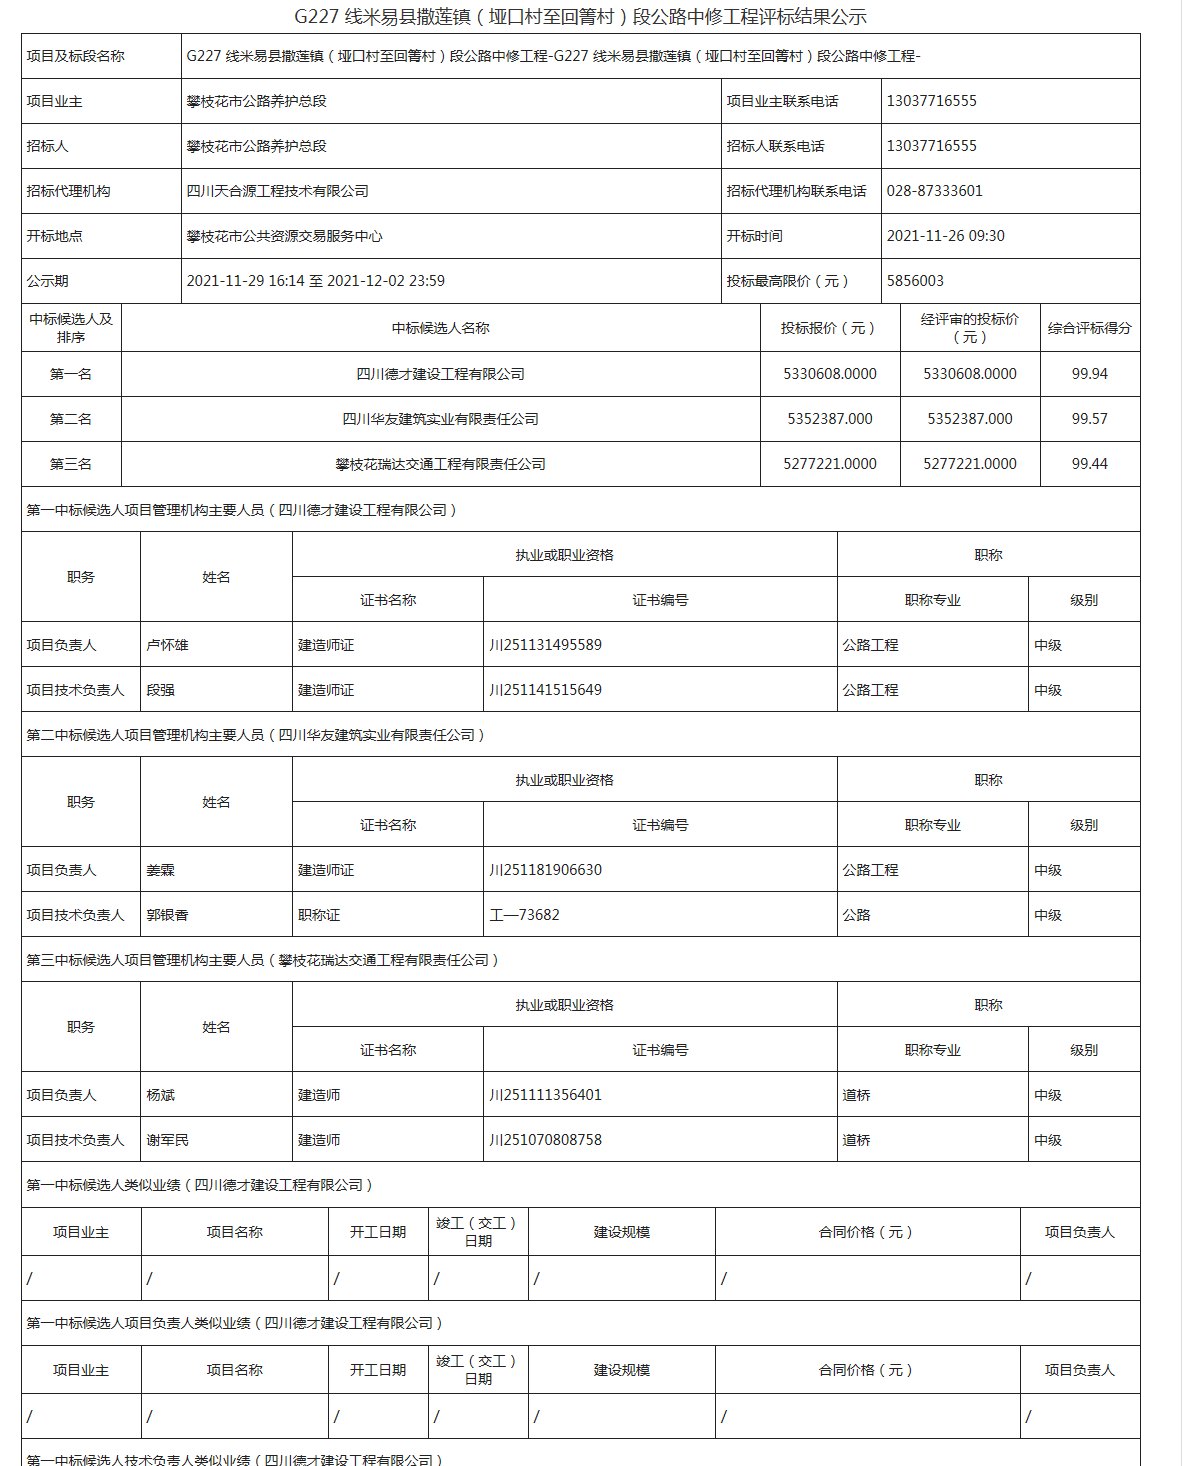 G227 线米易县撒莲镇（垭口村至回箐村）段公路中修工程评标结果公示
项目及标段名称 G227 线米易县撒莲镇（垭口村至回箐村）段公路中修工程-G227 线米易县撒莲镇（垭口村至回箐村）段公路中修工程-
项目业主 攀枝花市公路养护总段 项目业主联系电话 13037716555
招标人 攀枝花市公路养护总段 招标人联系电话 13037716555
招标代理机构 四川天合源工程技术有限公司 招标代理机构联系电话 028-87333601
开标地点 攀枝花市公共资源交易服务中心 开标时间 2021-11-26 09:30
公示期 2021-11-29 16:14 至 2021-12-02 23:59 投标最高限价（元） 5856003
中标候选人及排序 中标候选人名称 投标报价（元） 经评审的投标价（元） 综合评标得分
第一名 四川德才建设工程有限公司 5330608.0000 5330608.0000 99.94
第二名 四川华友建筑实业有限责任公司 5352387.000 5352387.000 99.57
第三名 攀枝花瑞达交通工程有限责任公司 5277221.0000 5277221.0000 99.44
第一中标候选人项目管理机构主要人员（四川德才建设工程有限公司）
职务 姓名 执业或职业资格 职称
证书名称 证书编号 职称专业 级别
项目负责人 卢怀雄 建造师证 川251131495589 公路工程 中级
项目技术负责人 段强 建造师证 川251141515649 公路工程 中级
第二中标候选人项目管理机构主要人员（四川华友建筑实业有限责任公司）
职务 姓名 执业或职业资格 职称
证书名称 证书编号 职称专业 级别
项目负责人 姜霖 建造师证 川251181906630 公路工程 中级
项目技术负责人 郭银香 职称证 工—73682 公路 中级
第三中标候选人项目管理机构主要人员（攀枝花瑞达交通工程有限责任公司）
职务 姓名 执业或职业资格 职称
证书名称 证书编号 职称专业 级别
项目负责人 杨斌 建造师 川251111356401 道桥 中级
项目技术负责人 谢军民 建造师 川251070808758 道桥 中级
第一中标候选人类似业绩（四川德才建设工程有限公司）
项目业主 项目名称 开工日期 竣工（交工）日期 建设规模 合同价格（元） 项目负责人
/ / / / / / /
第一中标候选人项目负责人类似业绩（四川德才建设工程有限公司）
项目业主 项目名称 开工日期 竣工（交工）日期 建设规模 合同价格（元） 项目负责人
/ / / / / / /
第一中标候选人技术负责人类似业绩（四川德才建设工程有限公司）